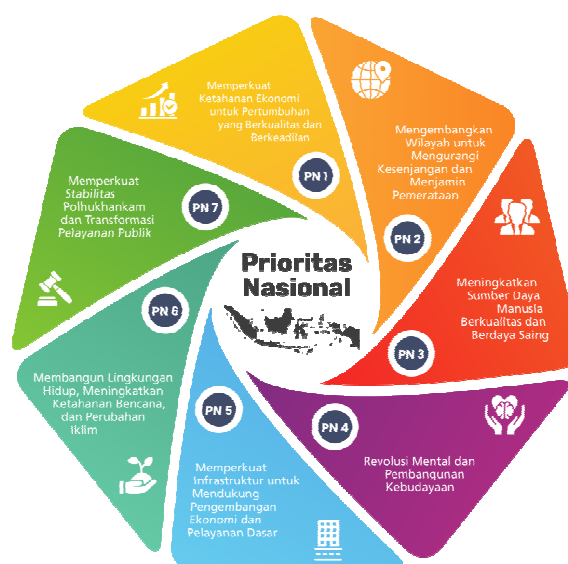 Prioritas
Nasional
PN 1
Memperkuat
Ketahanan Ekonomi
untuk Pertumbuhan
yang Berkualitas dan
Berkeadilan
PN 2
Mengembangkan
Wilayah untuk
Mengurangi
Kesenjangan dan
Menjamin
Pemerataan
PN 3
Meningkatkan
Sumber Daya
Manusia
Berkualitas dan
Berdaya Saing
PN 4
Revolusi Mental dan
Pembangunan
Kebudayaan
PN 5
Memperkuat
Infrastruktur untuk
Mendukung
Pengembangan
Ekonomi dan
Pelayanan Dasar
PN 6
Membangun Lingkungan
Hidup, Meningkatkan
Ketahanan Bencana,
dan Perubahan
Iklim
PN 7
Memperkuat
Stabilitas
Polhukhankam
dan Transformasi
Pelayanan Publik